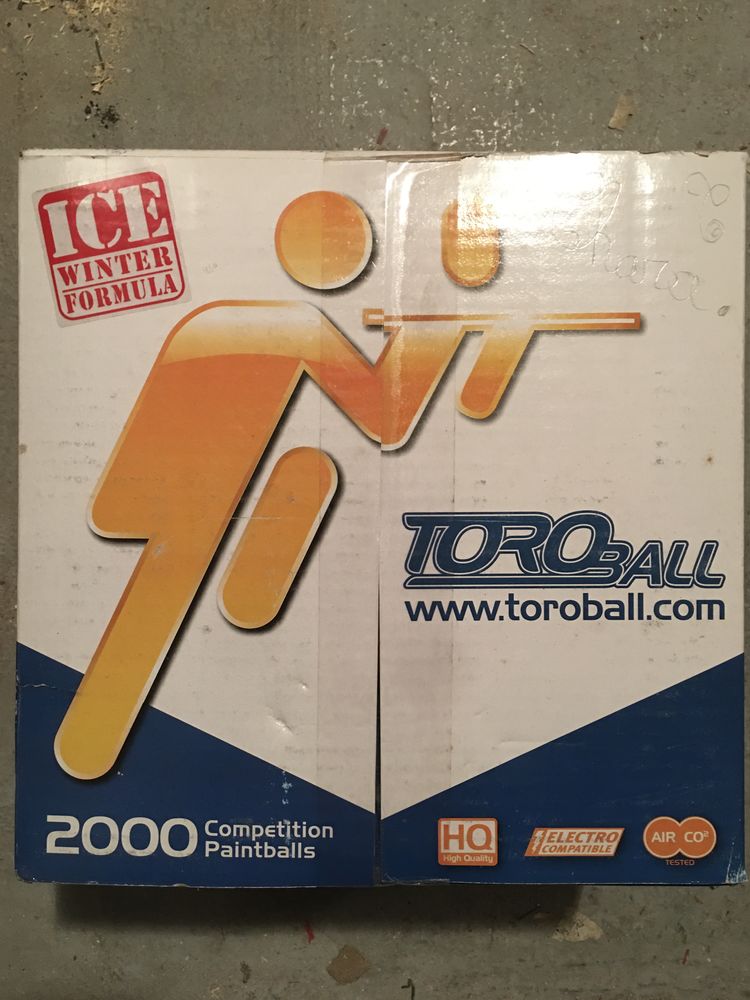 ICE
WINTER
FORMULA
TOROBALL
www.toroball.com
2000 Competition
Paintballs
HQ
High Quality
ELECTRO
COMPATIBLE
AIR CO²
TESTED